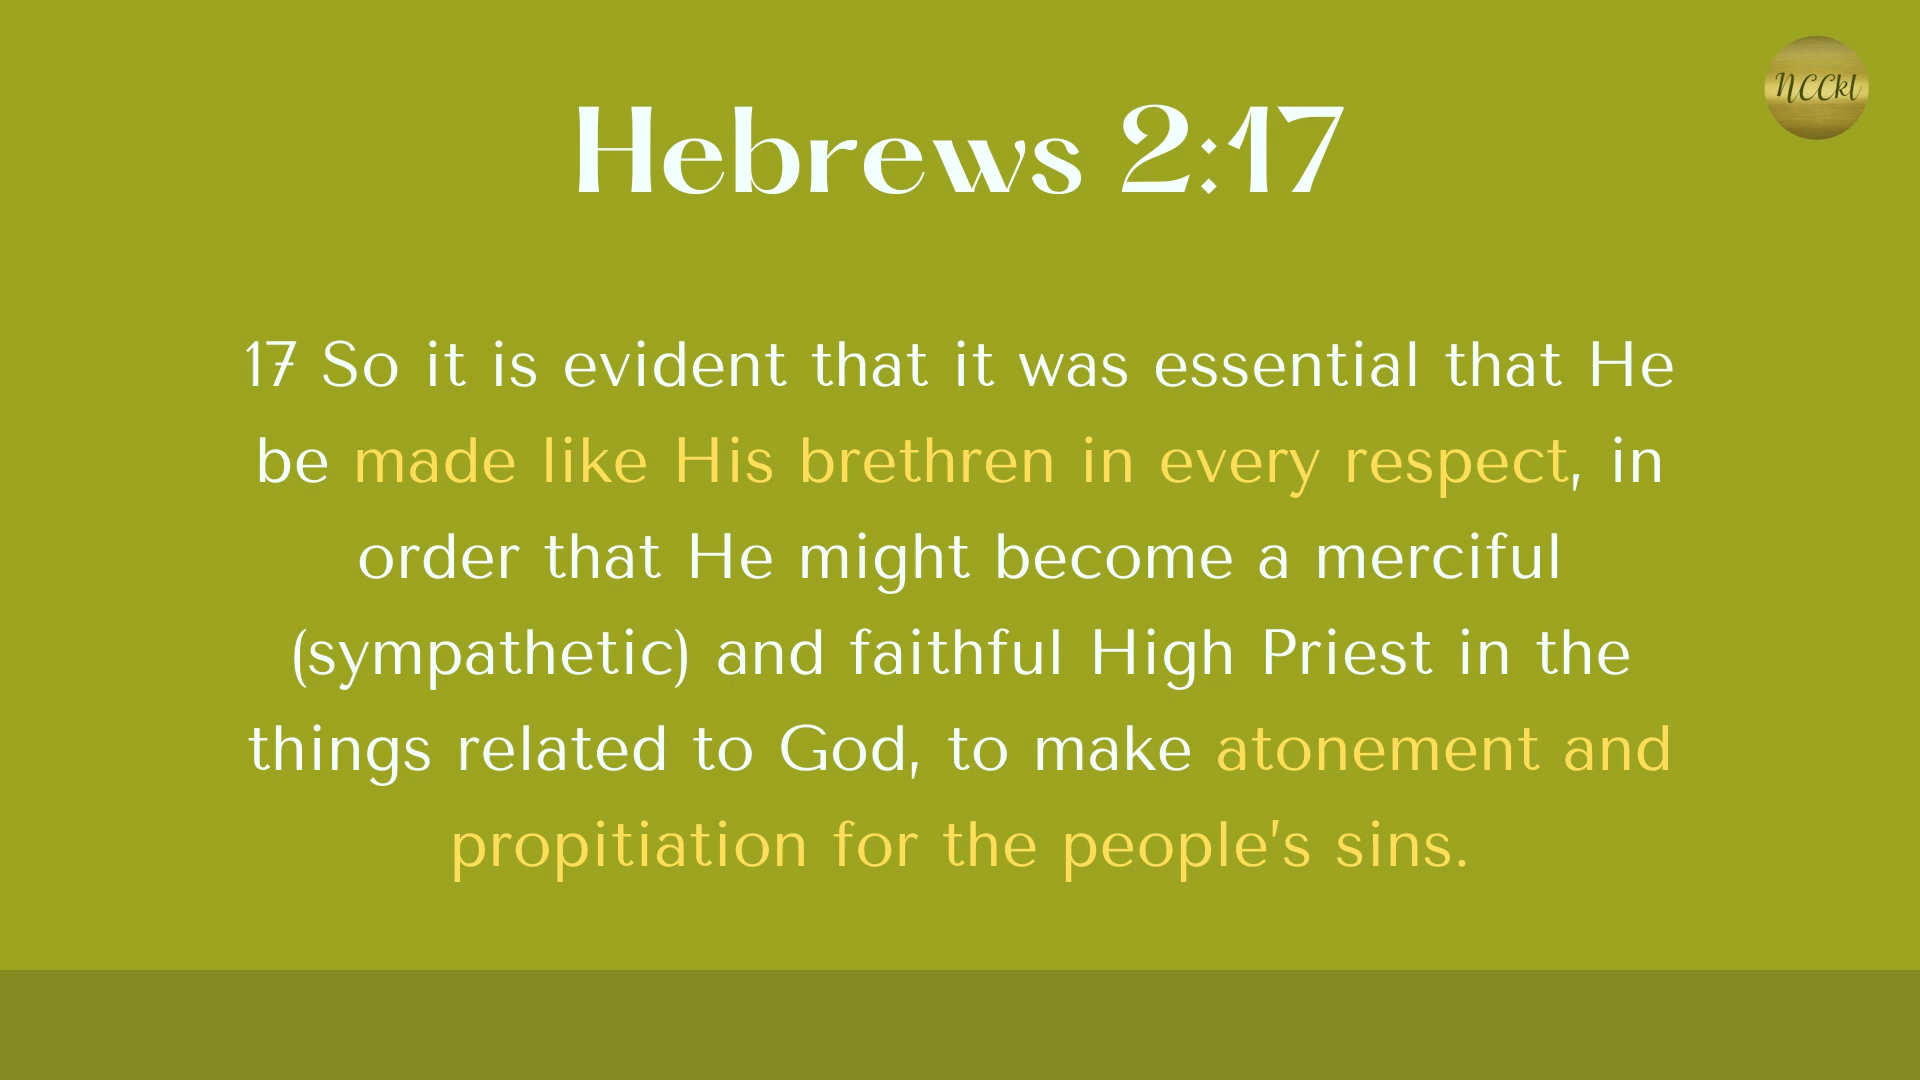 NCCkl
Hebrews 2:17
17 So it is evident that it was essential that He
be made like His brethren in every respect, in
order that He might become a merciful
(sympathetic) and faithful High Priest in the
things related to God, to make atonement and
propitiation for the people's sins.